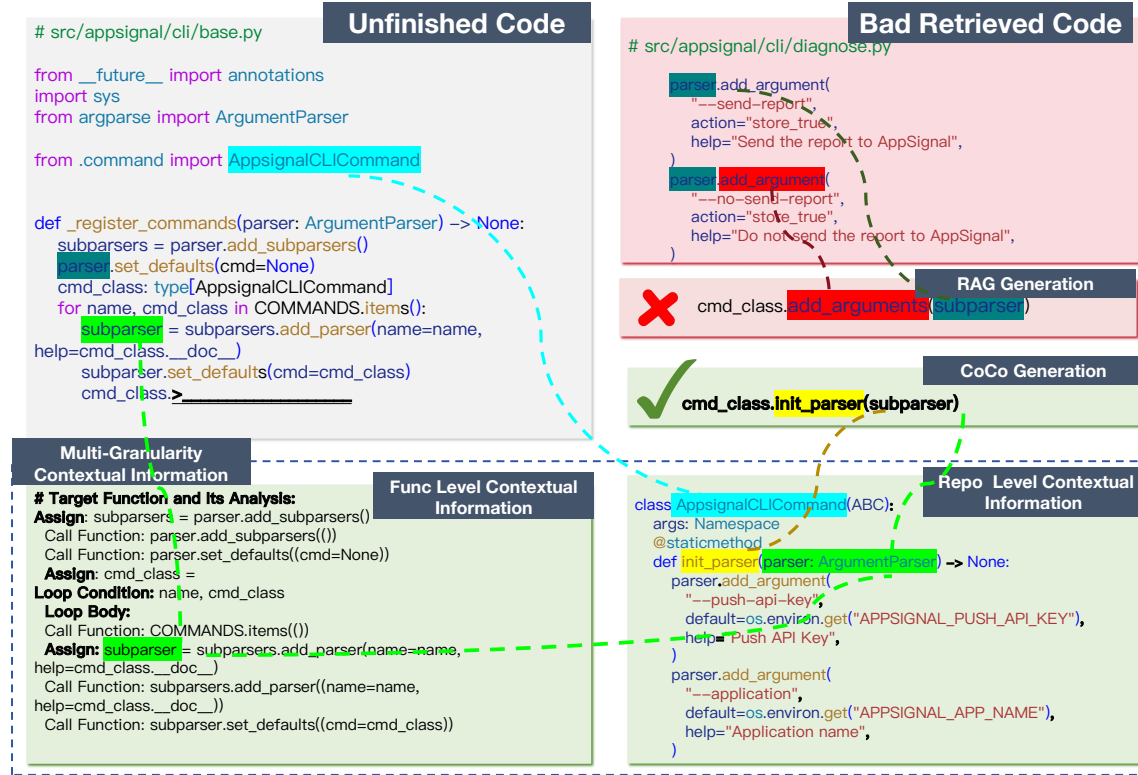 Unfinished Code
# src/appsignal/cli/base.py
from __future__ import annotations
import sys
from argparse import ArgumentParser
from .command import AppsignalCLICommand
def _register_commands(parser: ArgumentParser) -> None:
subparsers = parser.add_subparsers()
parser.set_defaults(cmd=None)
cmd_class: type[AppsignalCLICommand]
for name, cmd_class in COMMANDS.items():
subparser = subparsers.add_parser(name=name,
help=cmd_class.__doc__)
subparser.set_defaults(cmd=cmd_class)
cmd_class.>____________________
Bad Retrieved Code
# src/appsignal/cli/diagnose.py
parser.add_argument(
"--send-report",
action="store_true",
help="Send the report to AppSignal",
)
parser.add_argument(
"--no-send-report",
action="store_true",
help="Do not send the report to AppSignal",
)
RAG Generation
cmd_class.add_arguments(subparser)
CoCo Generation
cmd_class.init_parser(subparser)
Multi-Granularity
Contextual Information
Func Level Contextual
Information
# Target Function and Its Analysis:
Assign: subparsers = parser.add_subparsers()
Call Function: parser.add_subparsers(())
Call Function: parser.set_defaults((cmd=None))
Assign: cmd_class =
Loop Condition: name, cmd_class
Loop Body:
Call Function: COMMANDS.items(())
Assign: subparser = subparsers.add_parser(name=name,
help=cmd_class.__doc__)
Call Function: subparsers.add_parser((name=name,
help=cmd_class.__doc__))
Call Function: subparser.set_defaults((cmd=cmd_class))
Repo Level Contextual
Information
class AppsignalCLICommand(ABC):
args: Namespace
@staticmethod
def init_parser(parser: ArgumentParser) -> None:
parser.add_argument(
"--push-api-key",
default=os.environ.get("APPSIGNAL_PUSH_API_KEY"),
help="Push API Key",
)
parser.add_argument(
"--application",
default=os.environ.get("APPSIGNAL_APP_NAME"),
help="Application name",
)